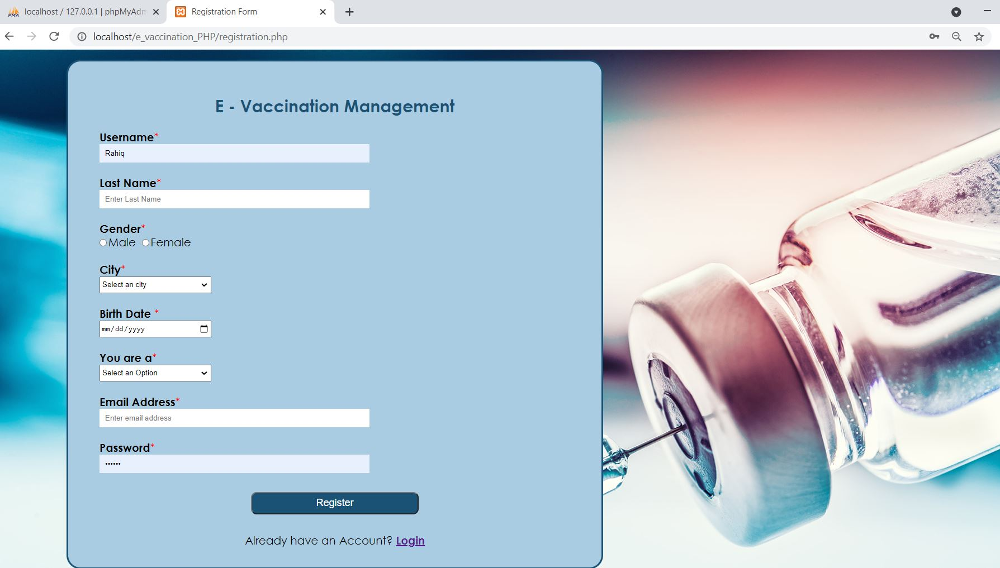 localhost / 127.0.0.1 | phpMyAdm
Registration Form
localhost/e_vaccination_PHP/registration.php
E - Vaccination Management
Username*
Rahiq
Last Name*
Enter Last Name
Gender*
Male Female
City*
Select an city
Birth Date *
mm/dd/yyyy
You are a*
Select an Option
Email Address*
Enter email address
Password*
••••••
Register
Already have an Account? Login